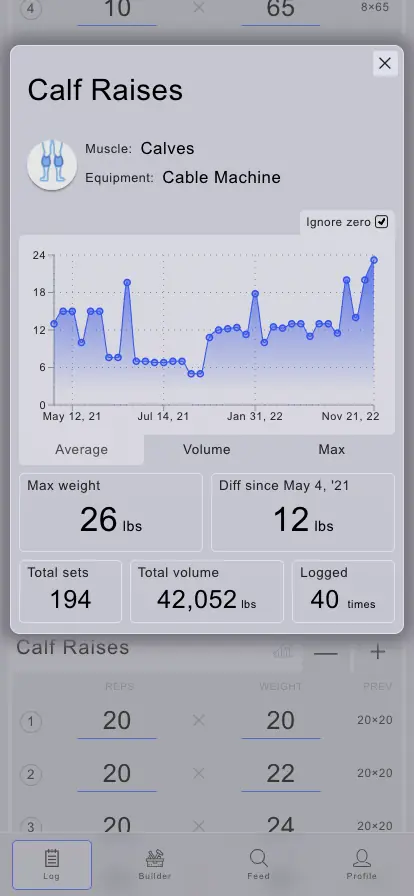 4 10 × 65 8×65
Calf Raises
Muscle: Calves
Equipment: Cable Machine
Ignore zero
24
18
12
6
0
May 12, 21 Jul 14, 21 Jan 31, 22 Nov 21, 22
Average Volume Max
Max weight Diff since May 4, '21
26 lbs 12 lbs
Total sets Total volume Logged
194 42,052 lbs 40 times
Calf Raises
REPS WEIGHT PREV
1 20 × 20 20×20
2 20 × 22 20×20
3 20 × 24 20×20
Log Builder Feed Profile